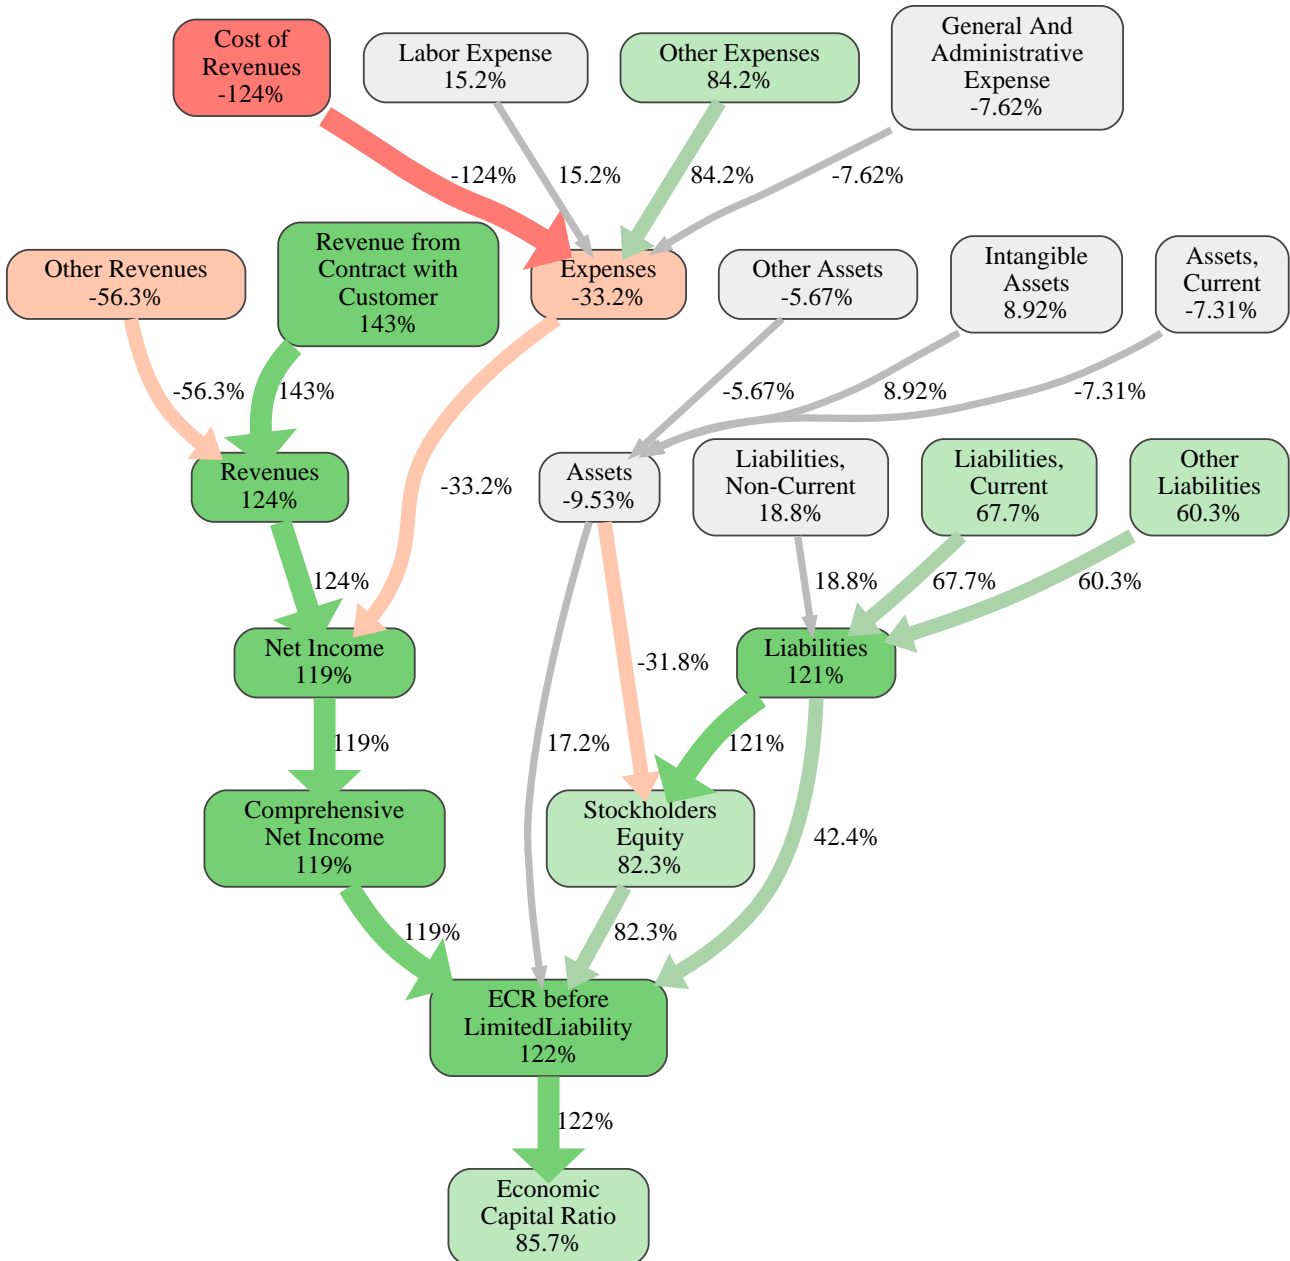 Cost of
Revenues
-124%
Labor Expense
15.2%
Other Expenses
84.2%
General And
Administrative
Expense
-7.62%
-124%
15.2%
84.2%
-7.62%
Other Revenues
-56.3%
Revenue from
Contract with
Customer
143%
Expenses
-33.2%
Other Assets
-5.67%
Intangible
Assets
8.92%
Assets,
Current
-7.31%
-56.3%
143%
-33.2%
-5.67%
8.92%
-7.31%
Revenues
124%
Assets
-9.53%
Liabilities,
Non-Current
18.8%
Liabilities,
Current
67.7%
Other
Liabilities
60.3%
124%
18.8%
67.7%
60.3%
Net Income
119%
-31.8%
Liabilities
121%
119%
17.2%
121%
Comprehensive
Net Income
119%
Stockholders
Equity
82.3%
42.4%
119%
82.3%
ECR before
LimitedLiability
122%
122%
Economic
Capital Ratio
85.7%